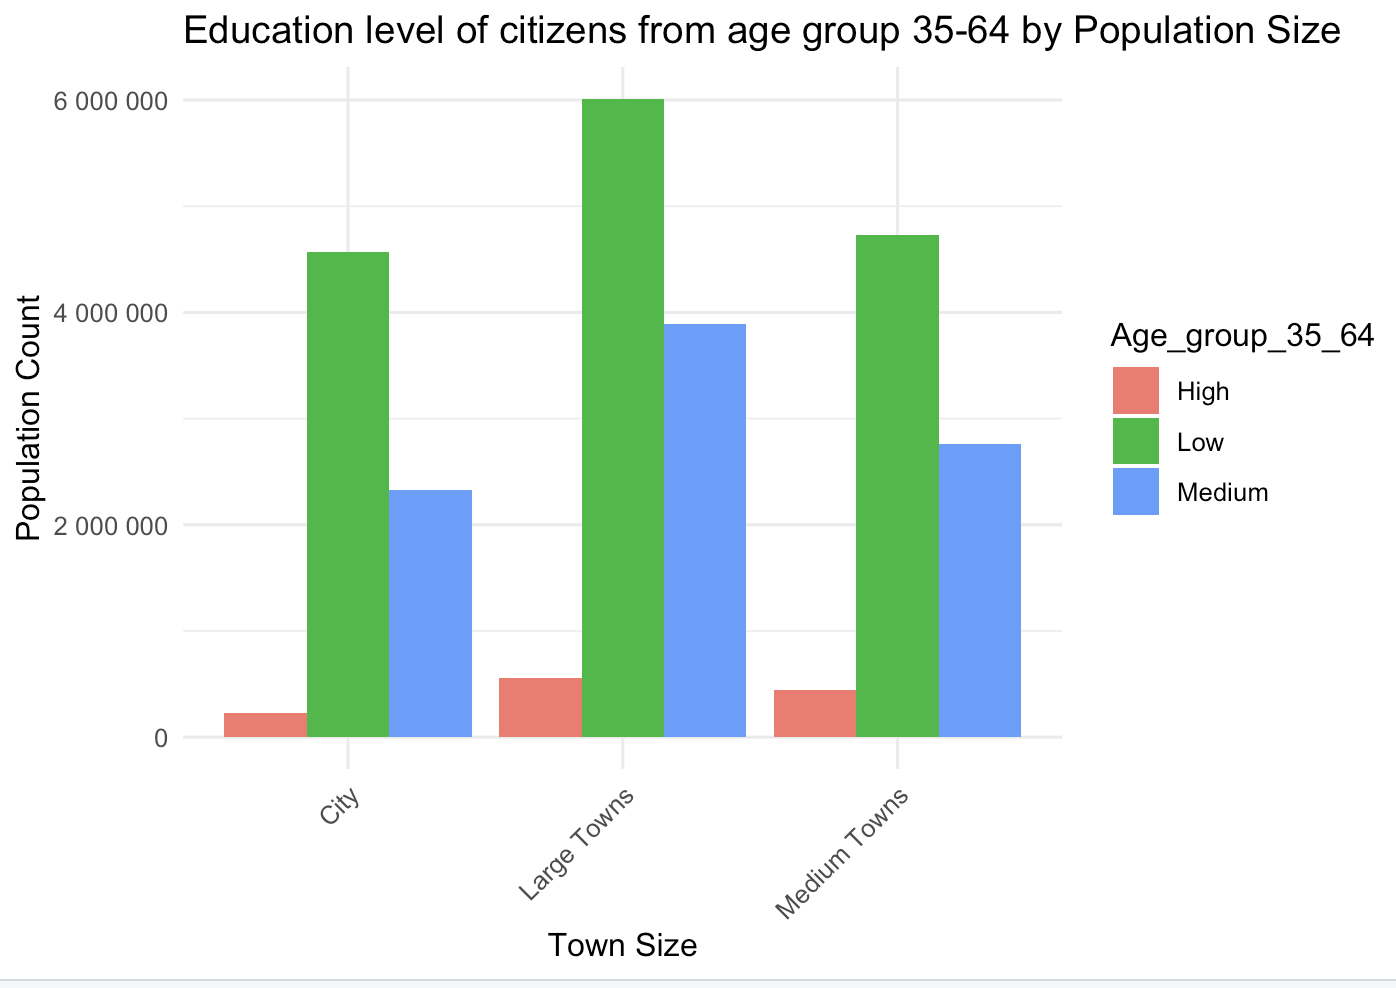 Education level of citizens from age group 35-64 by Population Size
Population Count
6 000 000
4 000 000
2 000 000
0
City
Large Towns
Medium Towns
Town Size
Age_group_35_64
High
Low
Medium